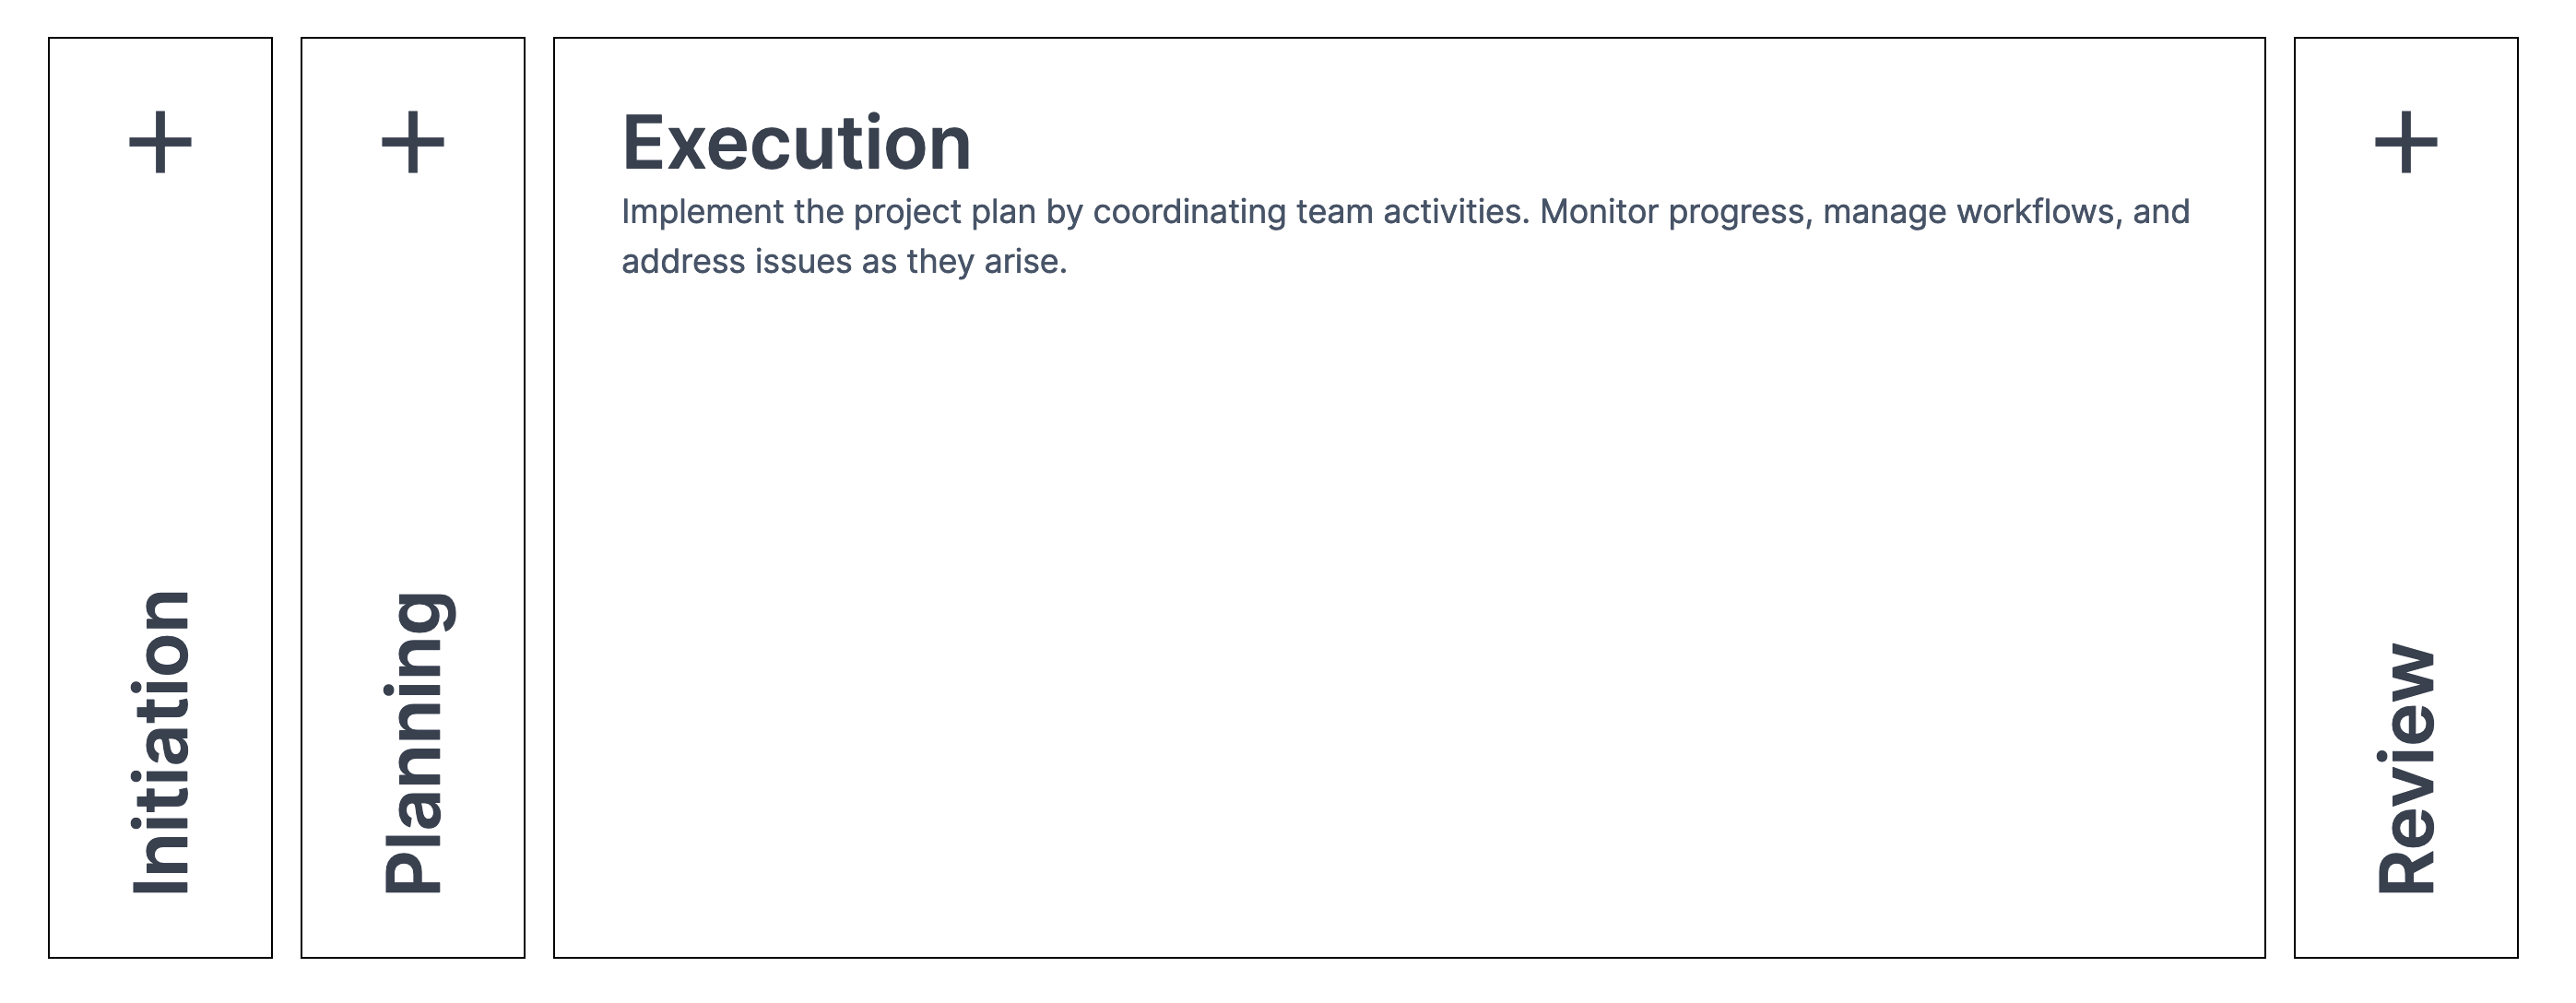 Initiation
Planning
Execution
Implement the project plan by coordinating team activities. Monitor progress, manage workflows, and
address issues as they arise.
Review